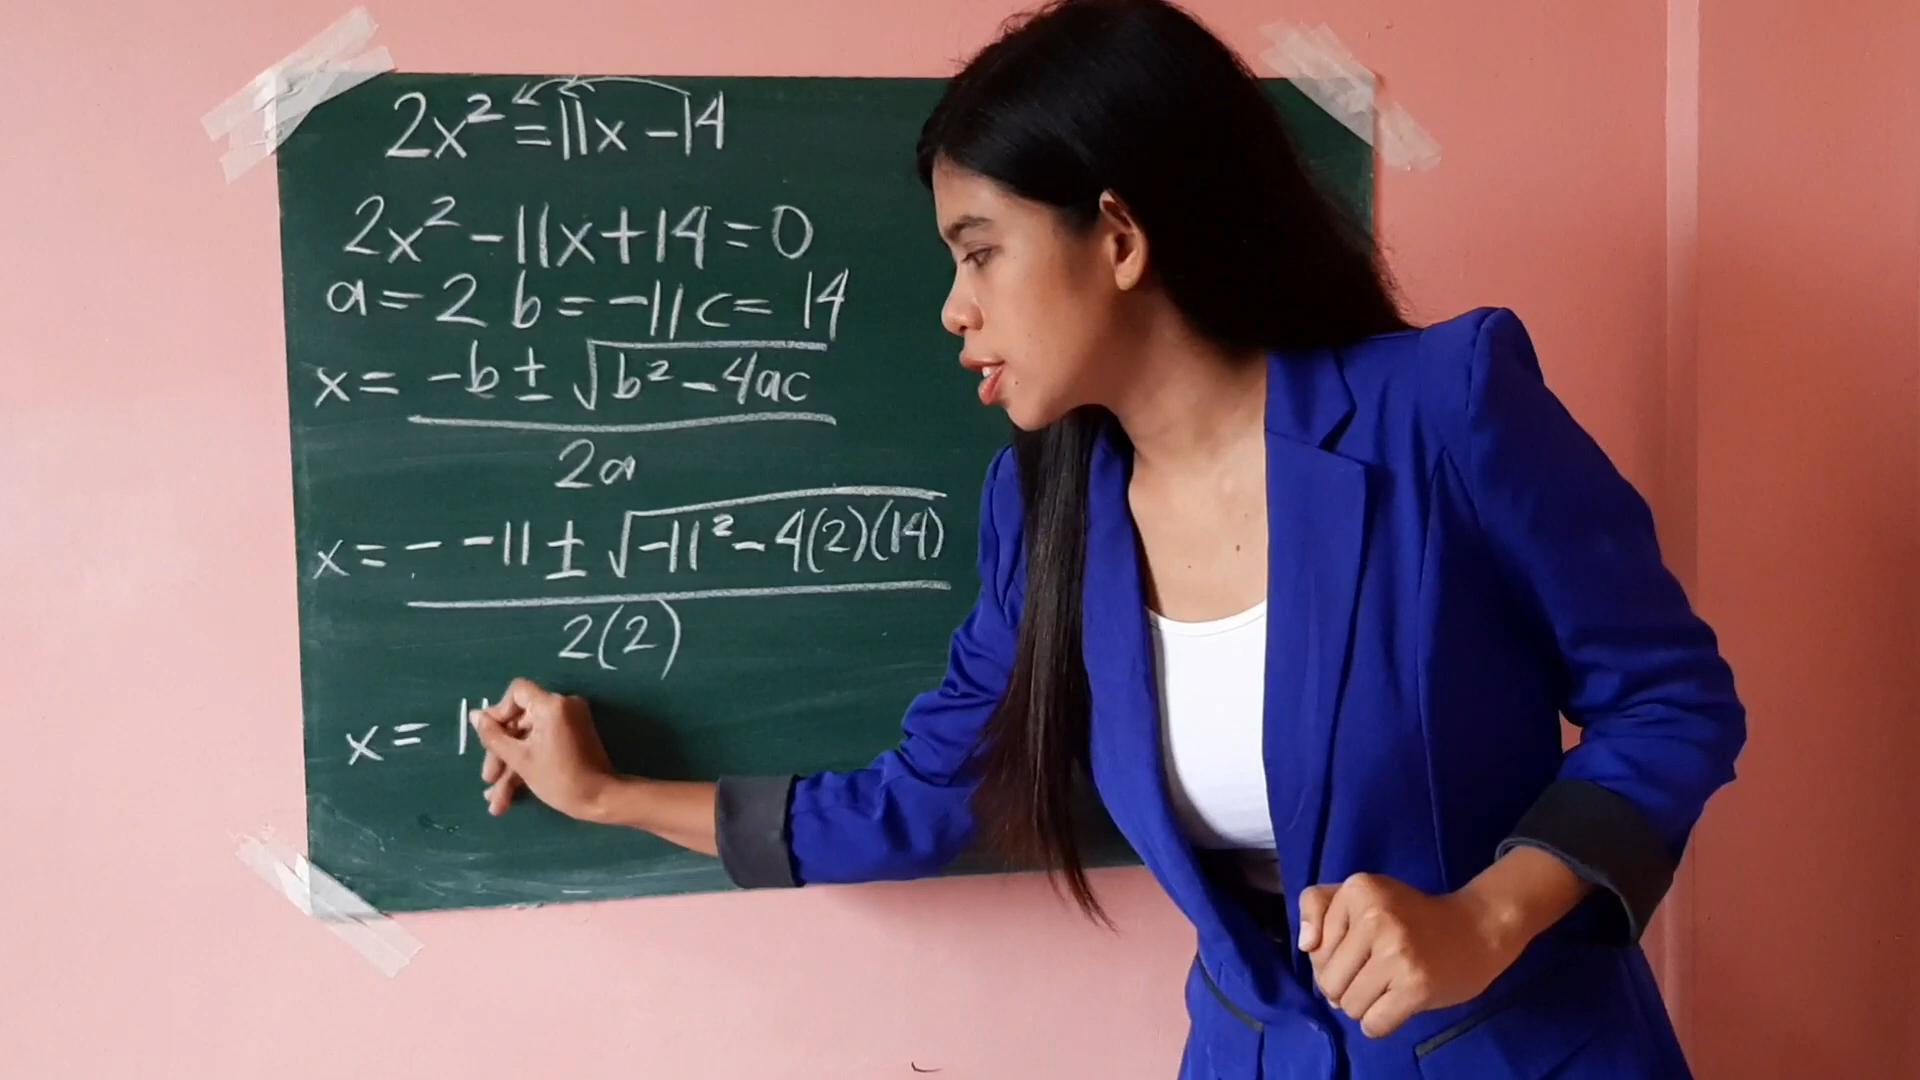 2x² = 11x - 14
2x² - 11x + 14 = 0
a = 2 b = -11 c = 14
x = -b ± √b² - 4ac
2a
x = - -11 ± √-11² - 4(2)(14)
2(2)
x = 11